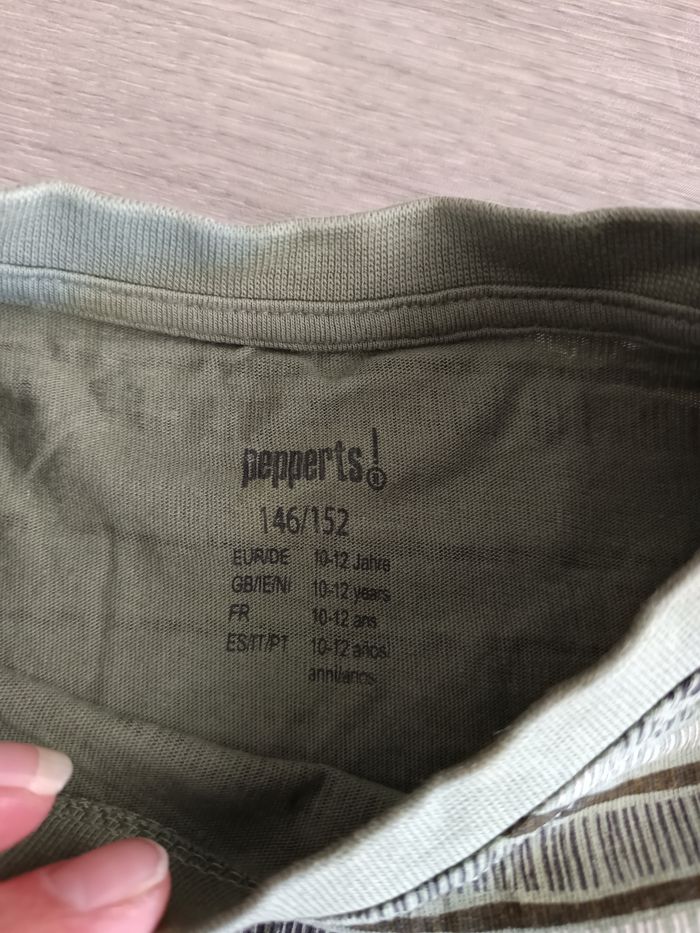 pepperts!
146/152
EUR/DE 10-12 Jahre
GB/IE/NI 10-12 years
FR 10-12 ans
ES/IT/PT 10-12 años
anni/anos